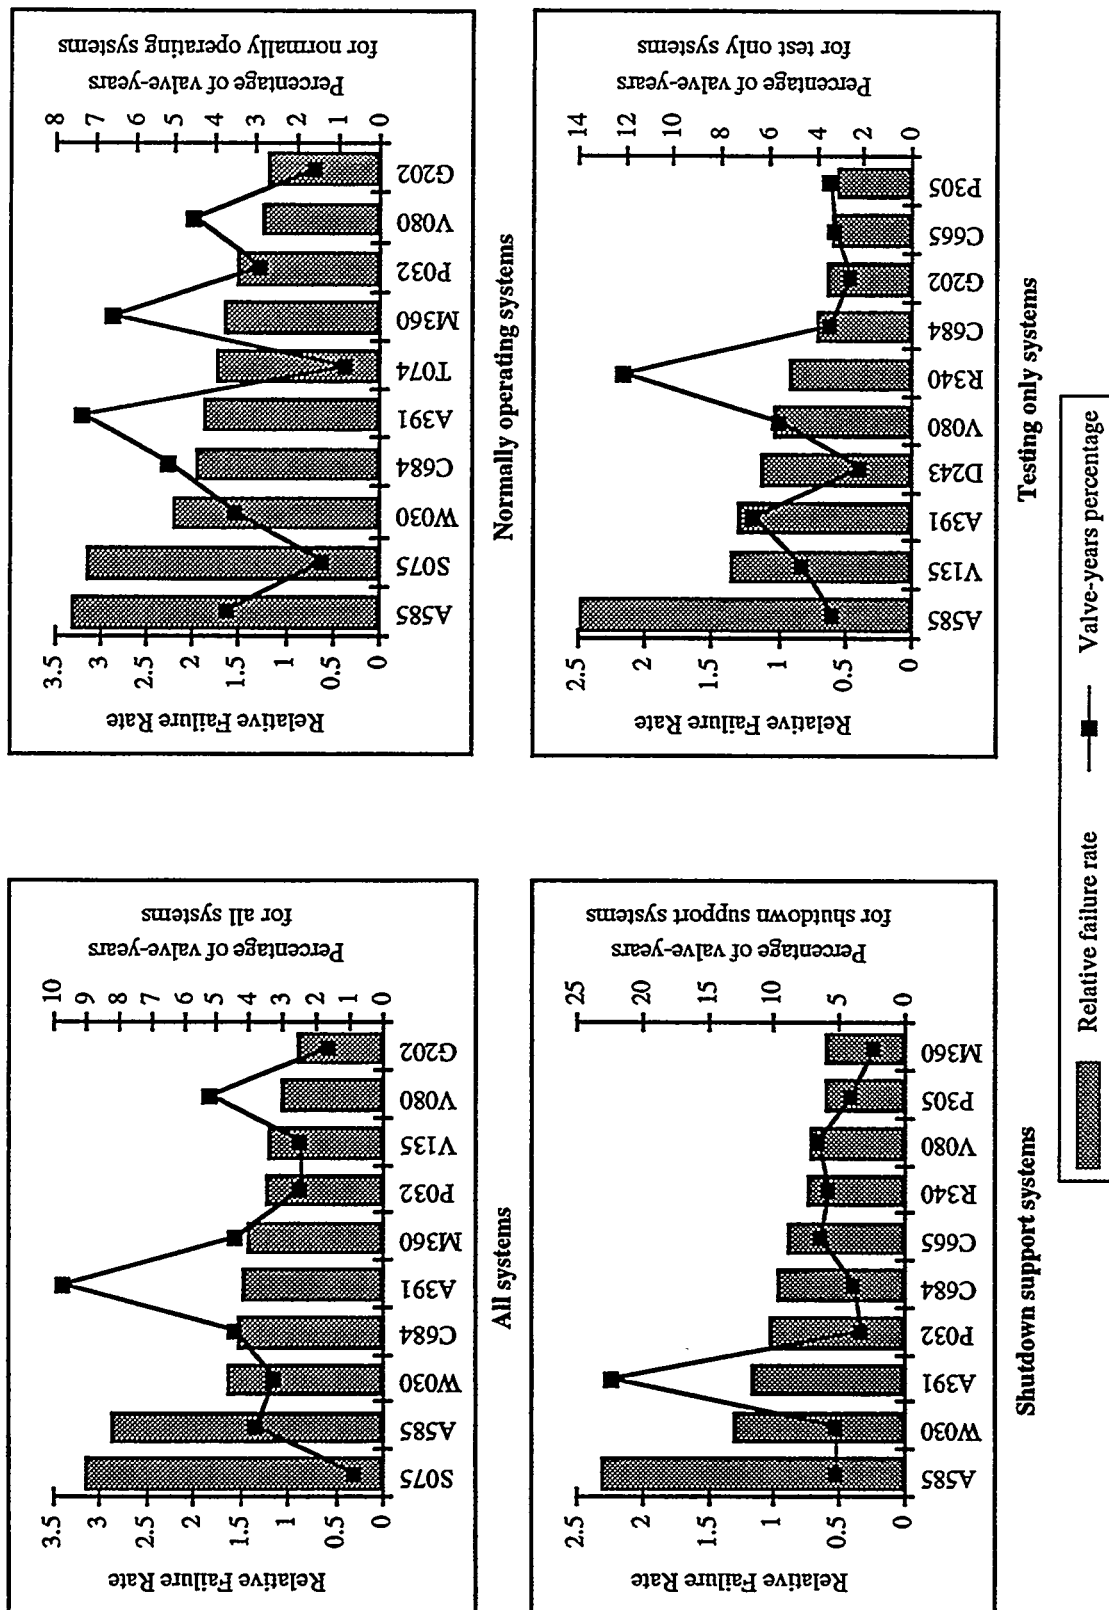 Relative Failure Rate
3.5
3
2.5
2
1.5
1
0.5
0
S075
A585
W030
C684
A391
M360
P032
V135
V080
G202
10
9
8
7
6
5
4
3
2
1
0
Percentage of valve-years
for all systems
All systems
Relative Failure Rate
3.5
3
2.5
2
1.5
1
0.5
0
A585
S075
W030
C684
A391
T074
M360
P032
V080
G202
8
7
6
5
4
3
2
1
0
Percentage of valve-years
for normally operating systems
Normally operating systems
Relative Failure Rate
2.5
2
1.5
1
0.5
0
A585
W030
A391
P032
C684
C665
R340
V080
P305
M360
25
20
15
10
5
0
Percentage of valve-years
for shutdown support systems
Shutdown support systems
Relative Failure Rate
2.5
2
1.5
1
0.5
0
A585
V135
A391
D243
V080
R340
C684
G202
C665
P305
14
12
10
8
6
4
2
0
Percentage of valve-years
for test only systems
Testing only systems
Relative failure rate
Valve-years percentage